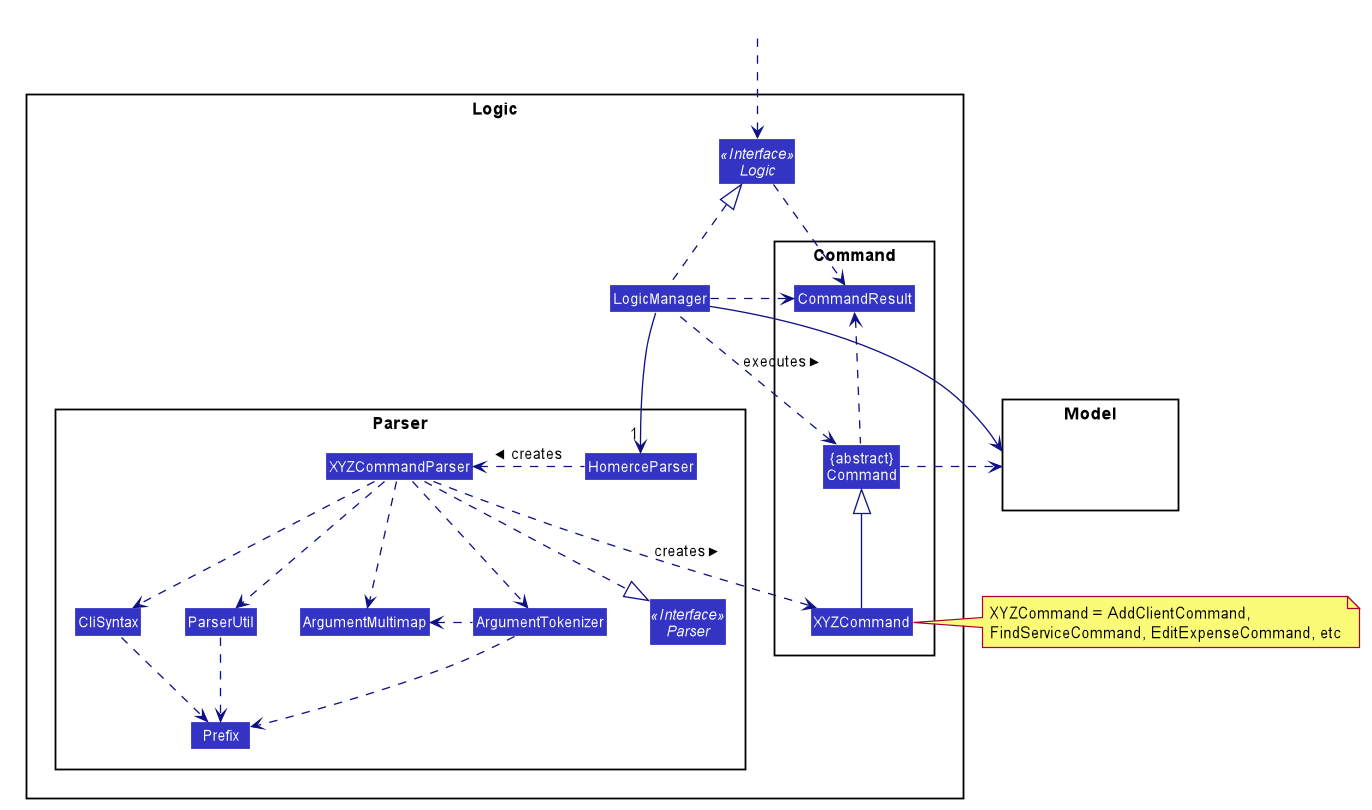 Logic
«Interface»
Logic
Command
LogicManager
CommandResult
executes ►
Model
Parser
1
◄ creates
{abstract}
Command
XYZCommandParser
HomerceParser
creates ►
CliSyntax
ParserUtil
ArgumentMultimap
ArgumentTokenizer
«Interface»
Parser
XYZCommand
XYZCommand = AddClientCommand,
FindServiceCommand, EditExpenseCommand, etc
Prefix